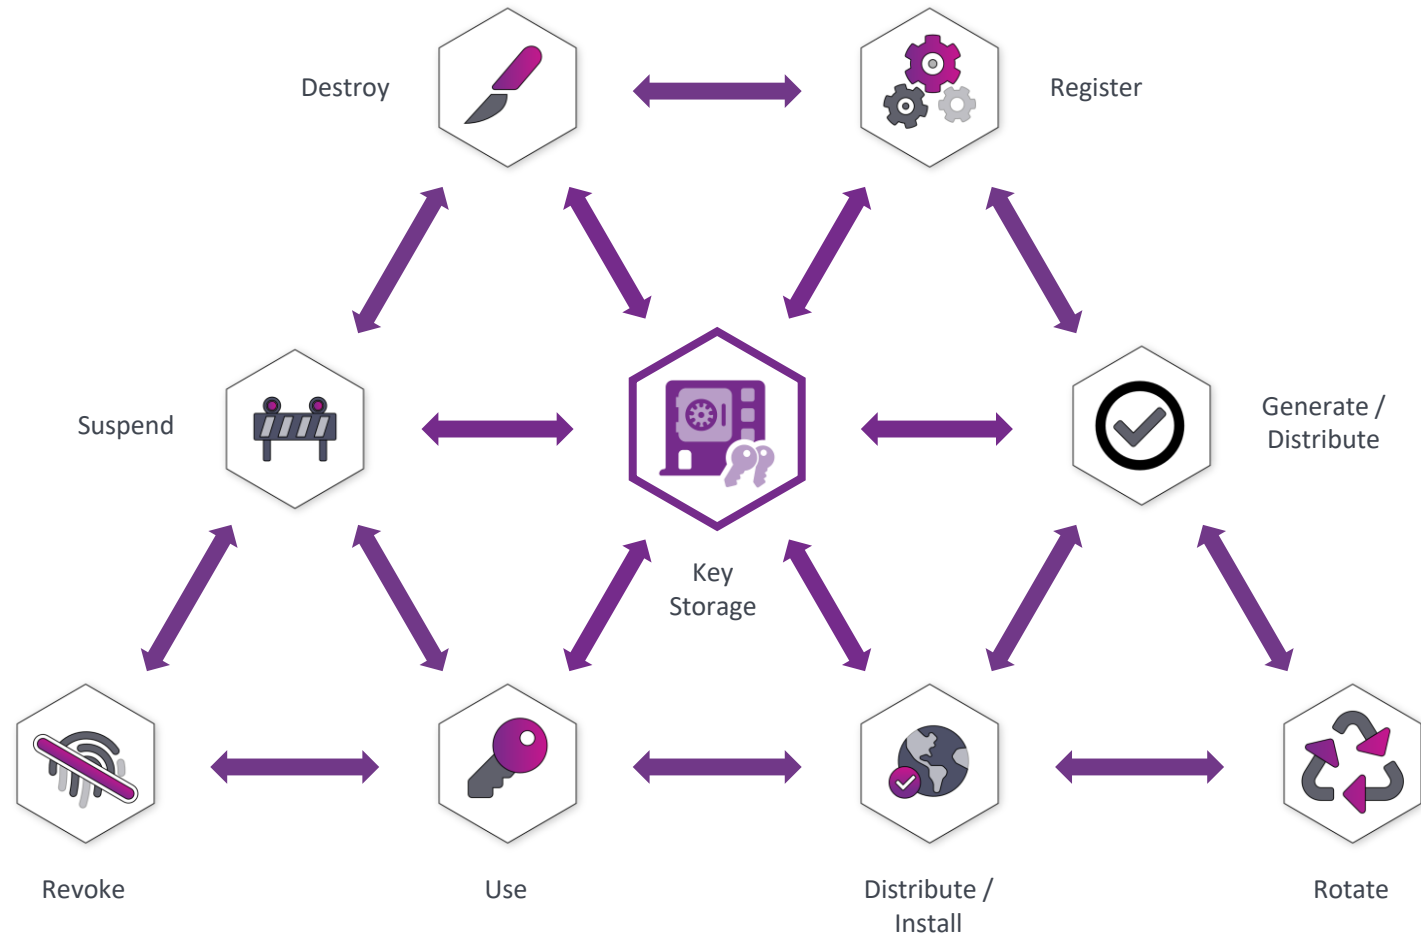 Destroy
Register
Suspend
Generate /
Distribute
Key
Storage
Revoke
Use
Distribute /
Install
Rotate